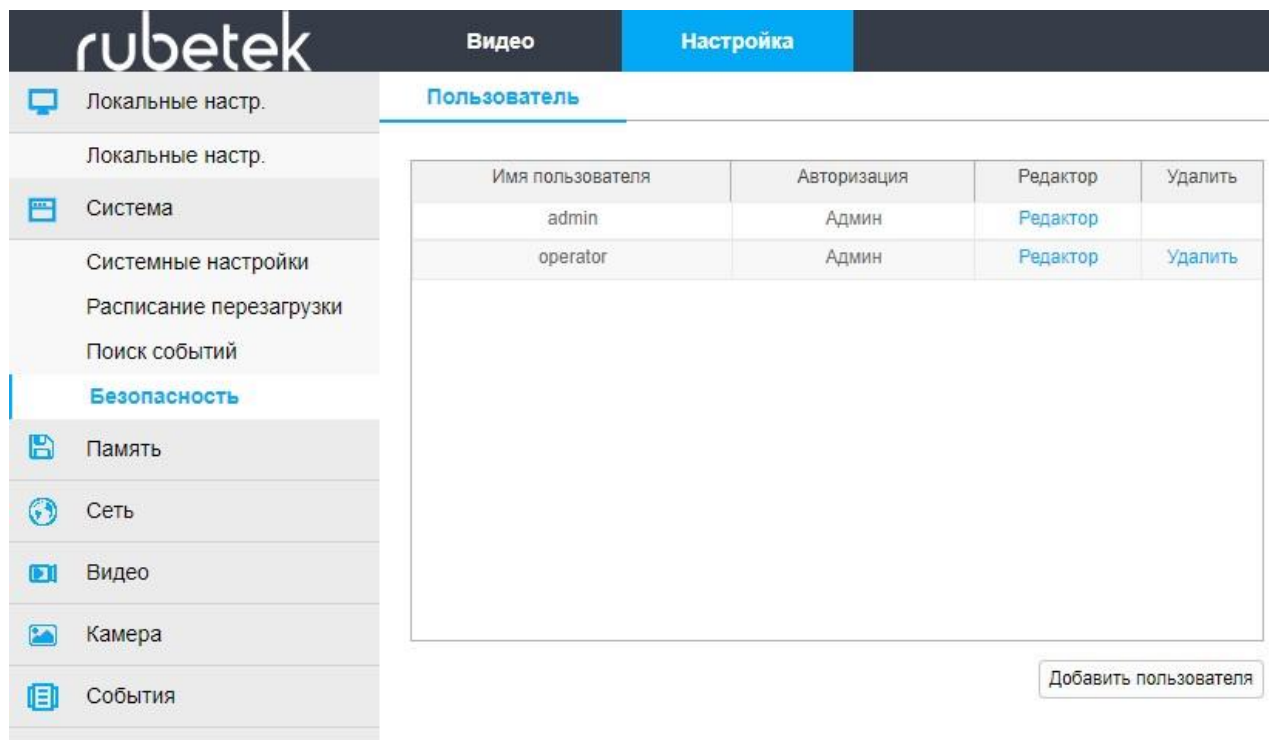 rubetek
Видео Настройка
Локальные настр.
Локальные настр.
Система
Системные настройки
Расписание перезагрузки
Поиск событий
Безопасность
Память
Сеть
Видео
Камера
События
Пользователь
Имя пользователя Авторизация Редактор Удалить
admin Админ Редактор
operator Админ Редактор Удалить
Добавить пользователя